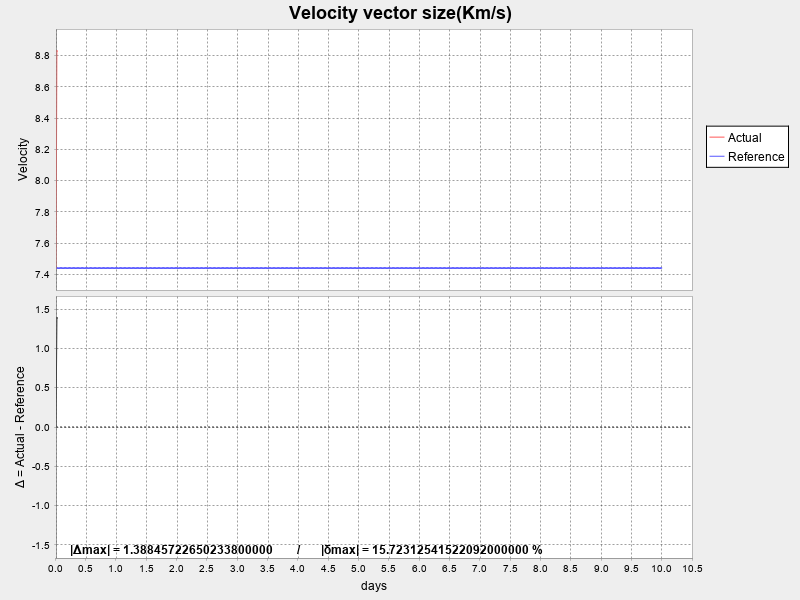 Velocity vector size(Km/s)
8.8
8.6
8.4
8.2
8.0
7.8
7.6
7.4
Velocity
Actual
Reference
1.5
1.0
0.5
0.0
-0.5
-1.0
-1.5
Δ = Actual - Reference
|Δmax| = 1.38845722650233800000 / |δmax| = 15.72312541522092000000 %
0.0 0.5 1.0 1.5 2.0 2.5 3.0 3.5 4.0 4.5 5.0 5.5 6.0 6.5 7.0 7.5 8.0 8.5 9.0 9.5 10.0 10.5
days